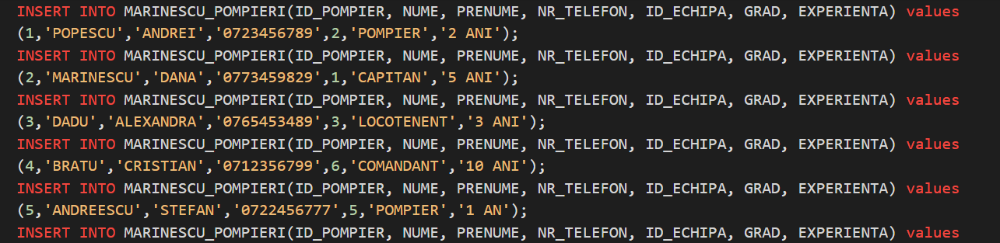 INSERT INTO MARINESCU_POMPIERI(ID_POMPIER, NUME, PRENUME, NR_TELEFON, ID_ECHIPA, GRAD, EXPERIENTA) values
(1,'POPESCU','ANDREI','0723456789',2,'POMPIER','2 ANI');
INSERT INTO MARINESCU_POMPIERI(ID_POMPIER, NUME, PRENUME, NR_TELEFON, ID_ECHIPA, GRAD, EXPERIENTA) values
(2,'MARINESCU','DANA','0773459829',1,'CAPITAN','5 ANI');
INSERT INTO MARINESCU_POMPIERI(ID_POMPIER, NUME, PRENUME, NR_TELEFON, ID_ECHIPA, GRAD, EXPERIENTA) values
(3,'DADU','ALEXANDRA','0765453489',3,'LOCOTENENT','3 ANI');
INSERT INTO MARINESCU_POMPIERI(ID_POMPIER, NUME, PRENUME, NR_TELEFON, ID_ECHIPA, GRAD, EXPERIENTA) values
(4,'BRATU','CRISTIAN','0712356799',6,'COMANDANT','10 ANI');
INSERT INTO MARINESCU_POMPIERI(ID_POMPIER, NUME, PRENUME, NR_TELEFON, ID_ECHIPA, GRAD, EXPERIENTA) values
(5,'ANDREESCU','STEFAN','0722456777',5,'POMPIER','1 AN');
INSERT INTO MARINESCU_POMPIERI(ID_POMPIER, NUME, PRENUME, NR_TELEFON, ID_ECHIPA, GRAD, EXPERIENTA) values